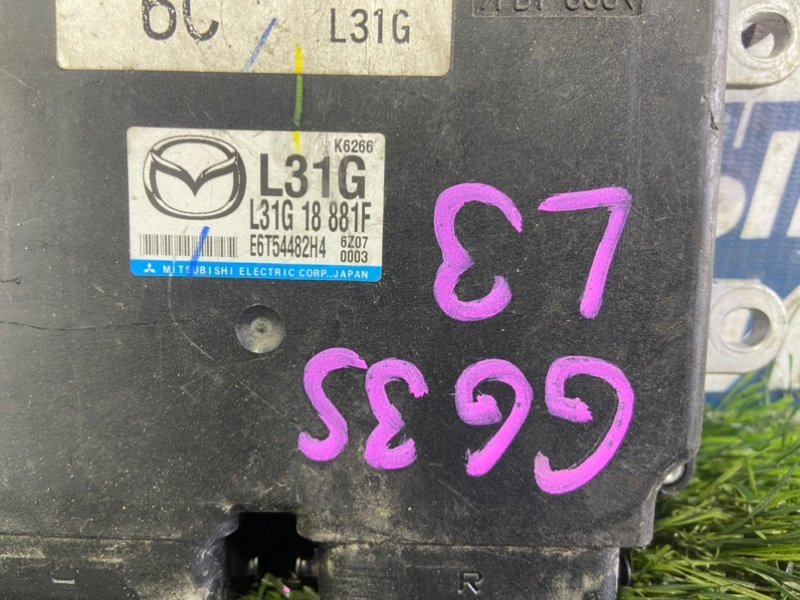 6C L31G
K6266
L31G
L31G 18 881F
E6T54482H4 6Z07
0003
MITSUBISHI ELECTRIC CORP., JAPAN
L3
GG3S
R